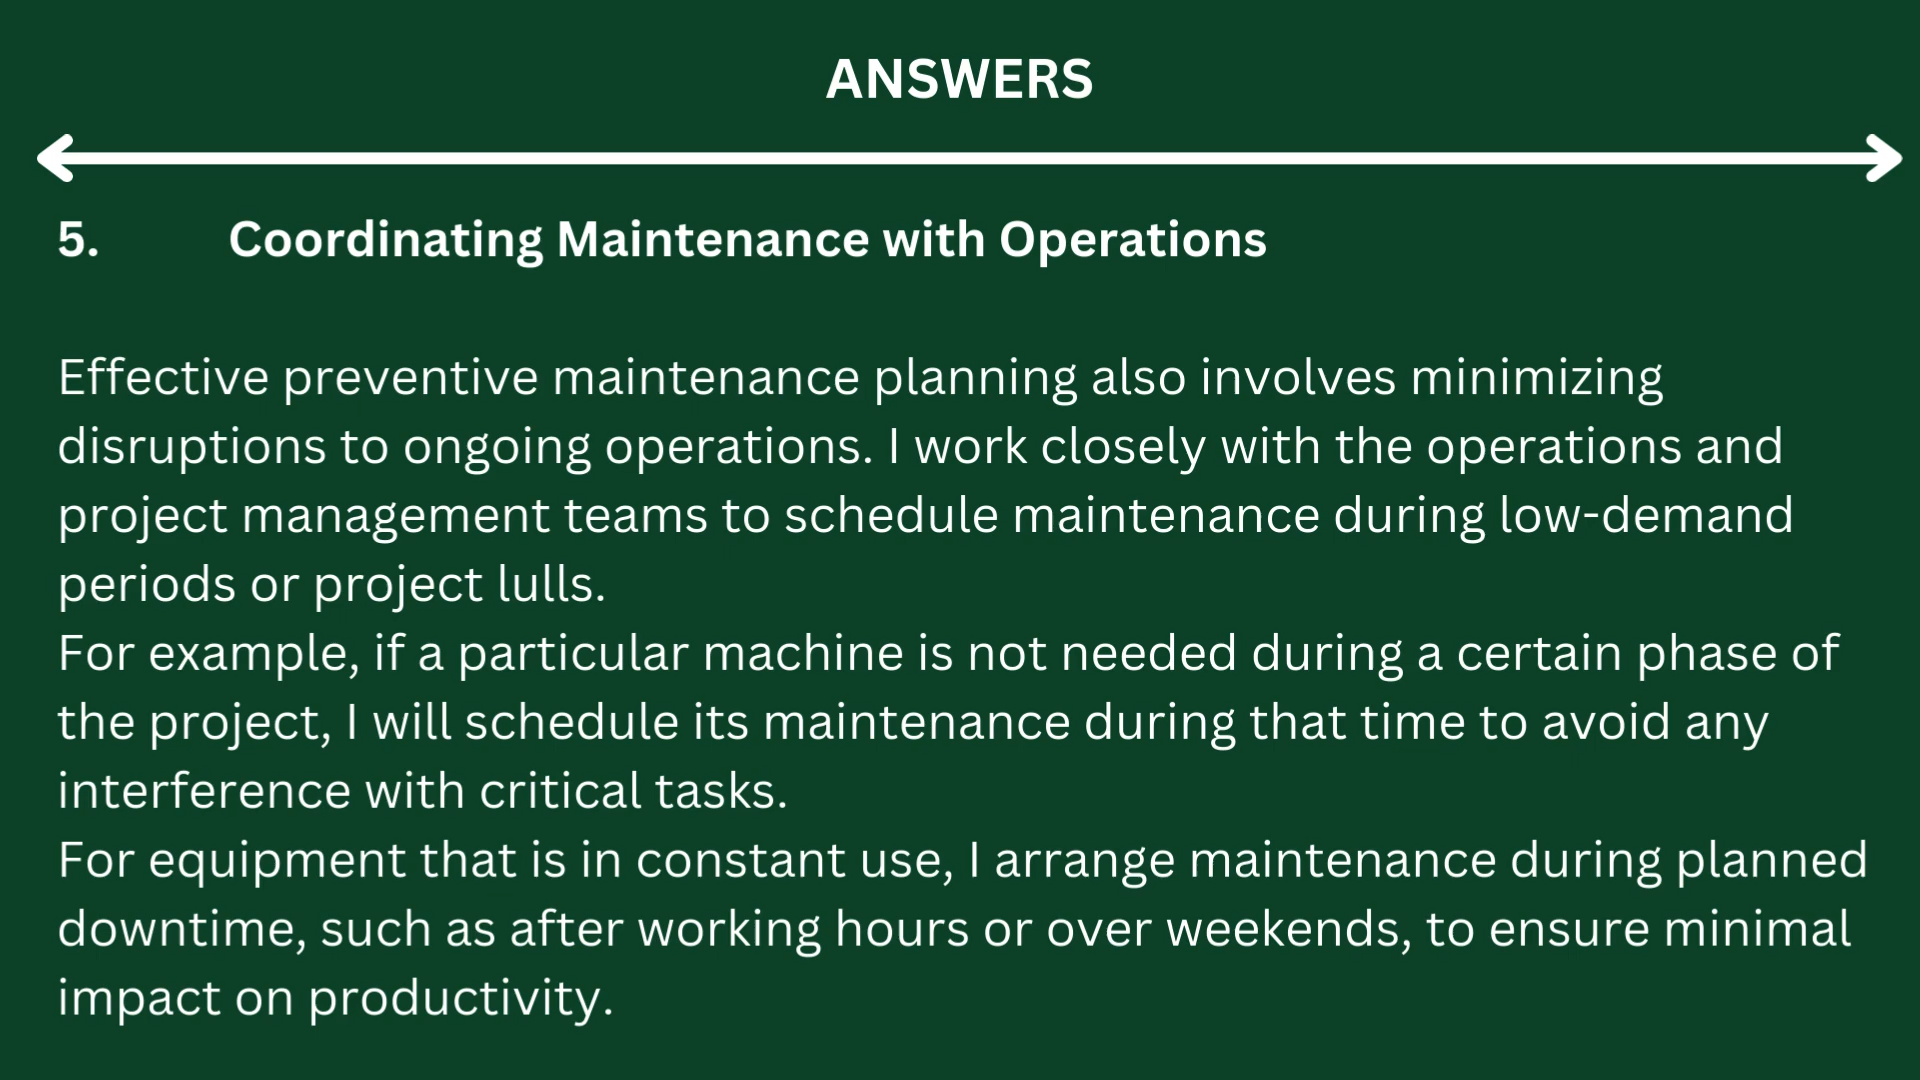 ANSWERS
5. Coordinating Maintenance with Operations
Effective preventive maintenance planning also involves minimizing
disruptions to ongoing operations. I work closely with the operations and
project management teams to schedule maintenance during low-demand
periods or project lulls.
For example, if a particular machine is not needed during a certain phase of
the project, I will schedule its maintenance during that time to avoid any
interference with critical tasks.
For equipment that is in constant use, I arrange maintenance during planned
downtime, such as after working hours or over weekends, to ensure minimal
impact on productivity.